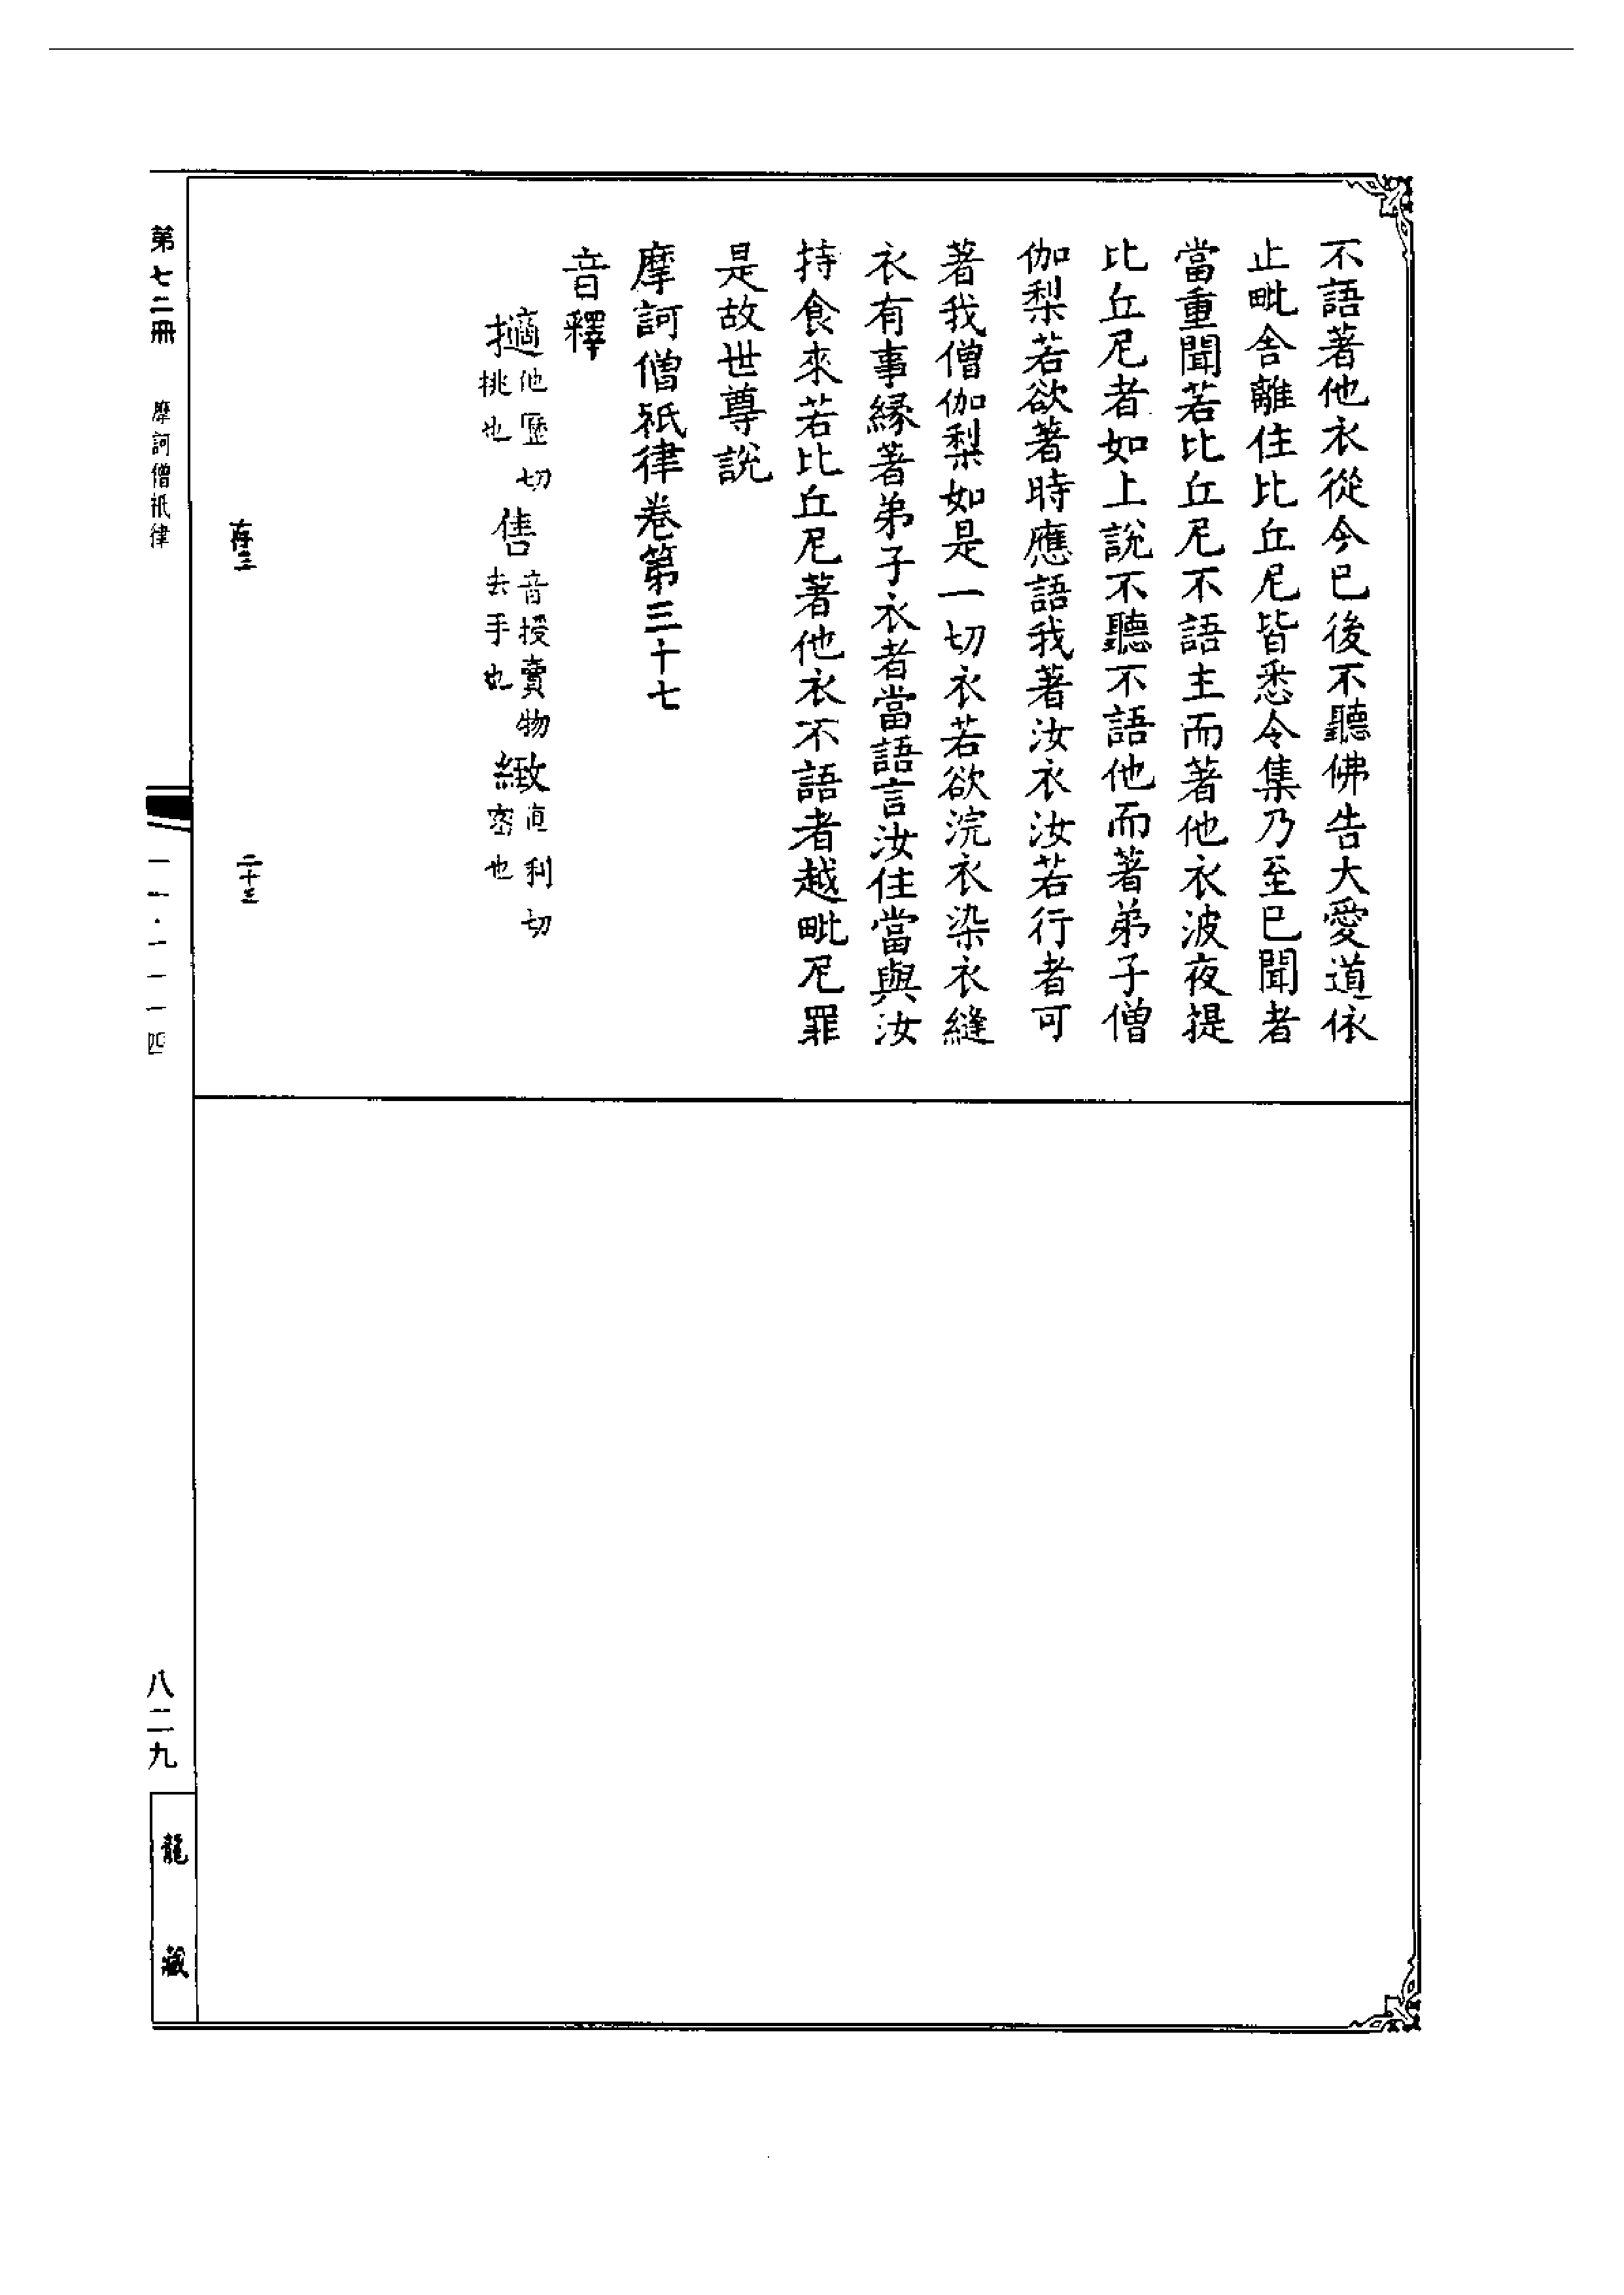 不語著他衣從今已後不聽佛告大愛道依
止毗舍離住比丘尼皆悉令集乃至已聞者
當重聞若比丘尼不語主而著他衣波夜提
比丘尼者如上說不聽不語他而著弟子僧
伽梨若欲著時應語我著汝衣汝若行者可
著我僧伽梨如是一切衣若欲浣衣染衣縫
衣有事緣著弟子衣者當語言汝住當與汝
持食來若比丘尼著他衣不語者越毗尼罪
是故世尊說
摩訶僧祇律卷第三十七
音釋
擿他歷切挑也 售音授賣物去手也 緻直利切密也
存三 二十三
第七二冊 摩訶僧祇律 一一·一一一四 八二九 龍藏